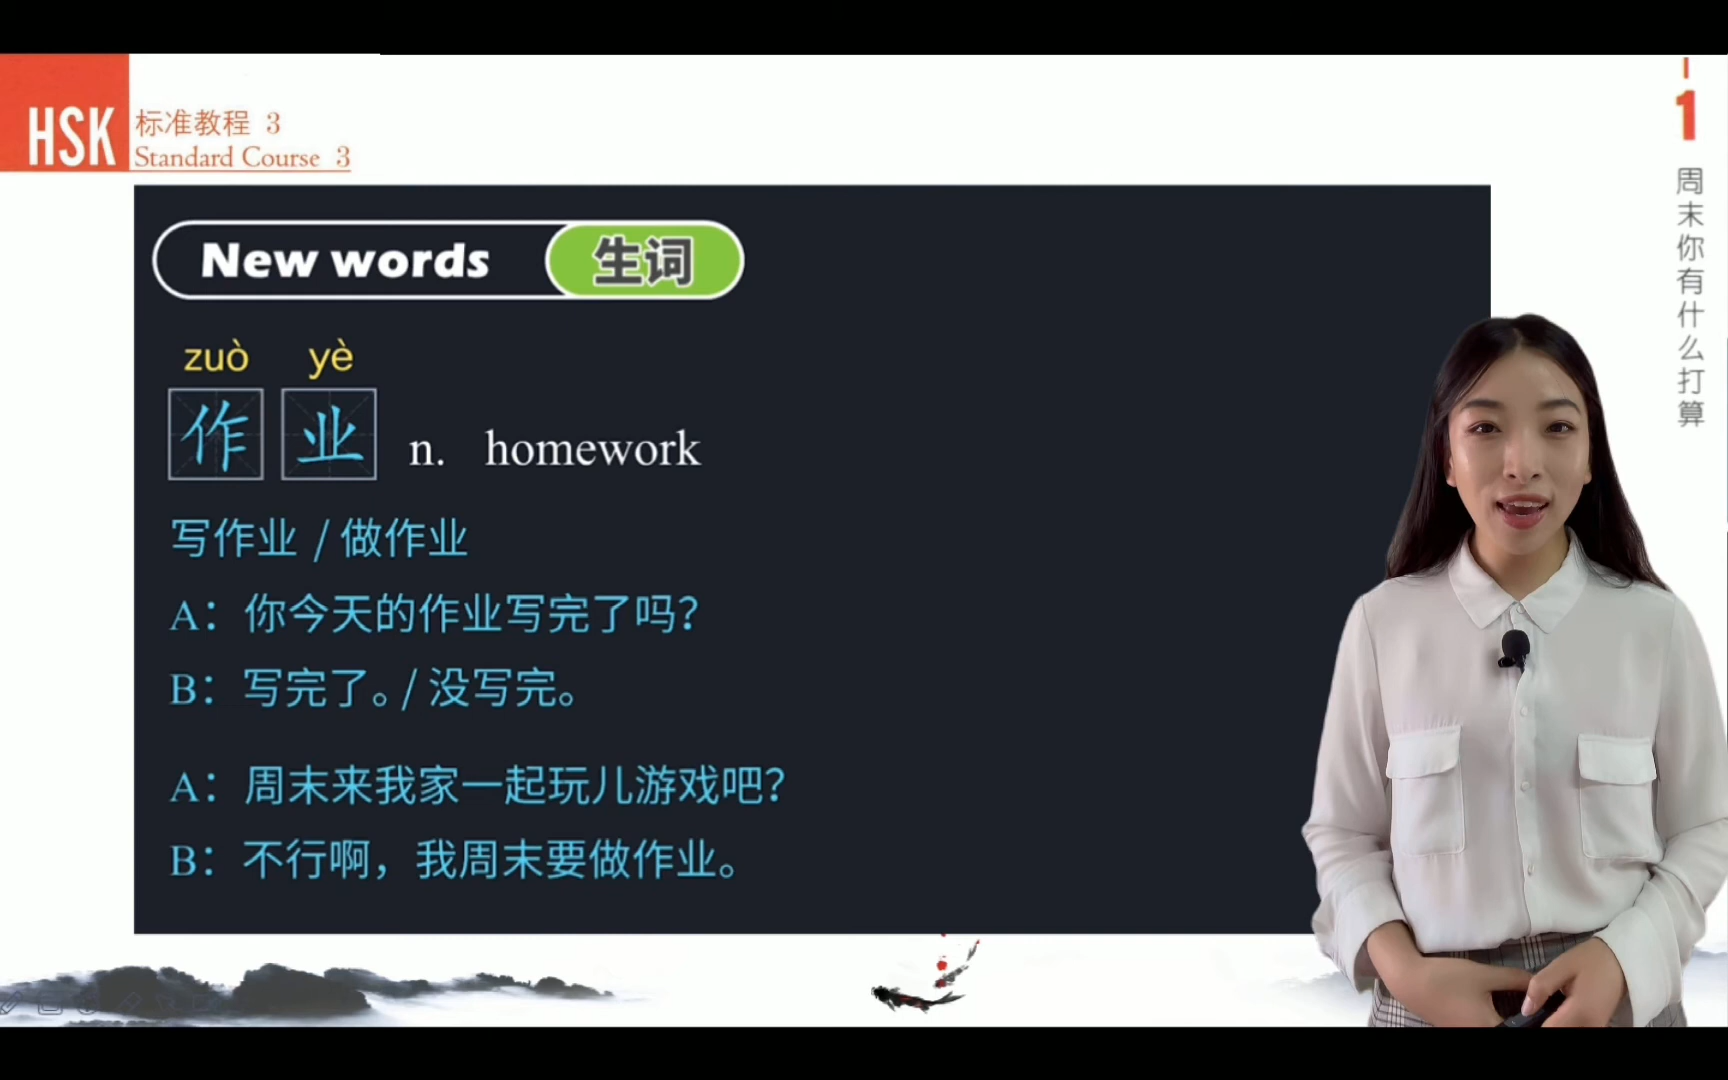 HSK
标准教程 3
Standard Course 3
1
周末你有什么打算
New words 生词
zuò yè
作业 n. homework
写作业 / 做作业
A：你今天的作业写完了吗？
B：写完了。/ 没写完。
A：周末来我家一起玩儿游戏吧？
B：不行啊，我周末要做作业。